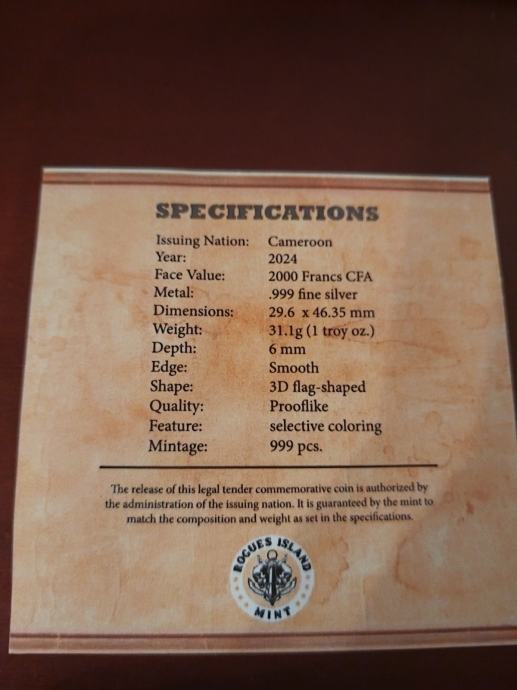 SPECIFICATIONS
Issuing Nation: Cameroon
Year: 2024
Face Value: 2000 Francs CFA
Metal: .999 fine silver
Dimensions: 29.6 x 46.35 mm
Weight: 31.1g (1 troy oz.)
Depth: 6 mm
Edge: Smooth
Shape: 3D flag-shaped
Quality: Prooflike
Feature: selective coloring
Mintage: 999 pcs.
The release of this legal tender commemorative coin is authorized by
the administration of the issuing nation. It is guaranteed by the mint to
match the composition and weight as set in the specifications.
ROGUES ISLAND
MINT